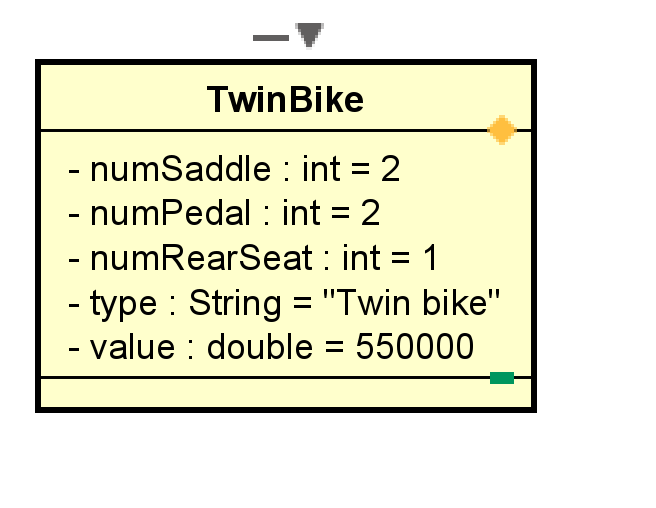 TwinBike
- numSaddle : int = 2
- numPedal : int = 2
- numRearSeat : int = 1
- type : String = "Twin bike"
- value : double = 550000